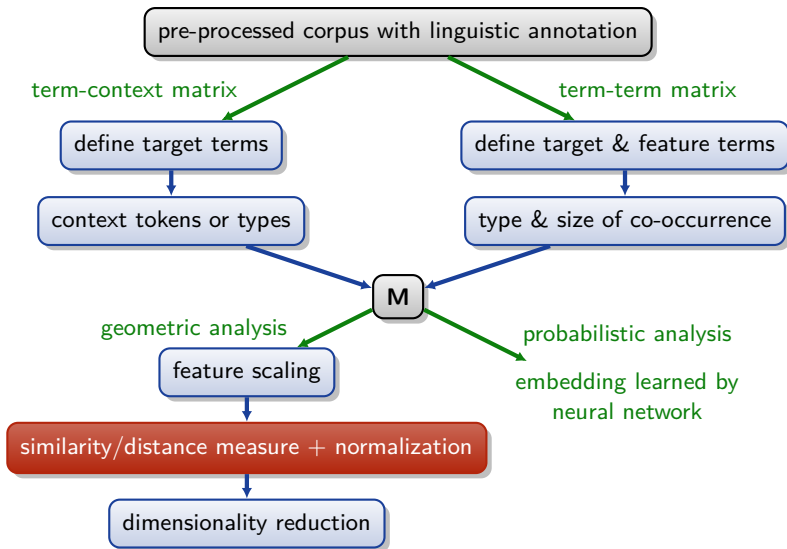 pre-processed corpus with linguistic annotation
term-context matrix
term-term matrix
define target terms
define target & feature terms
context tokens or types
type & size of co-occurrence
M
geometric analysis
probabilistic analysis
feature scaling
embedding learned by
neural network
similarity/distance measure + normalization
dimensionality reduction